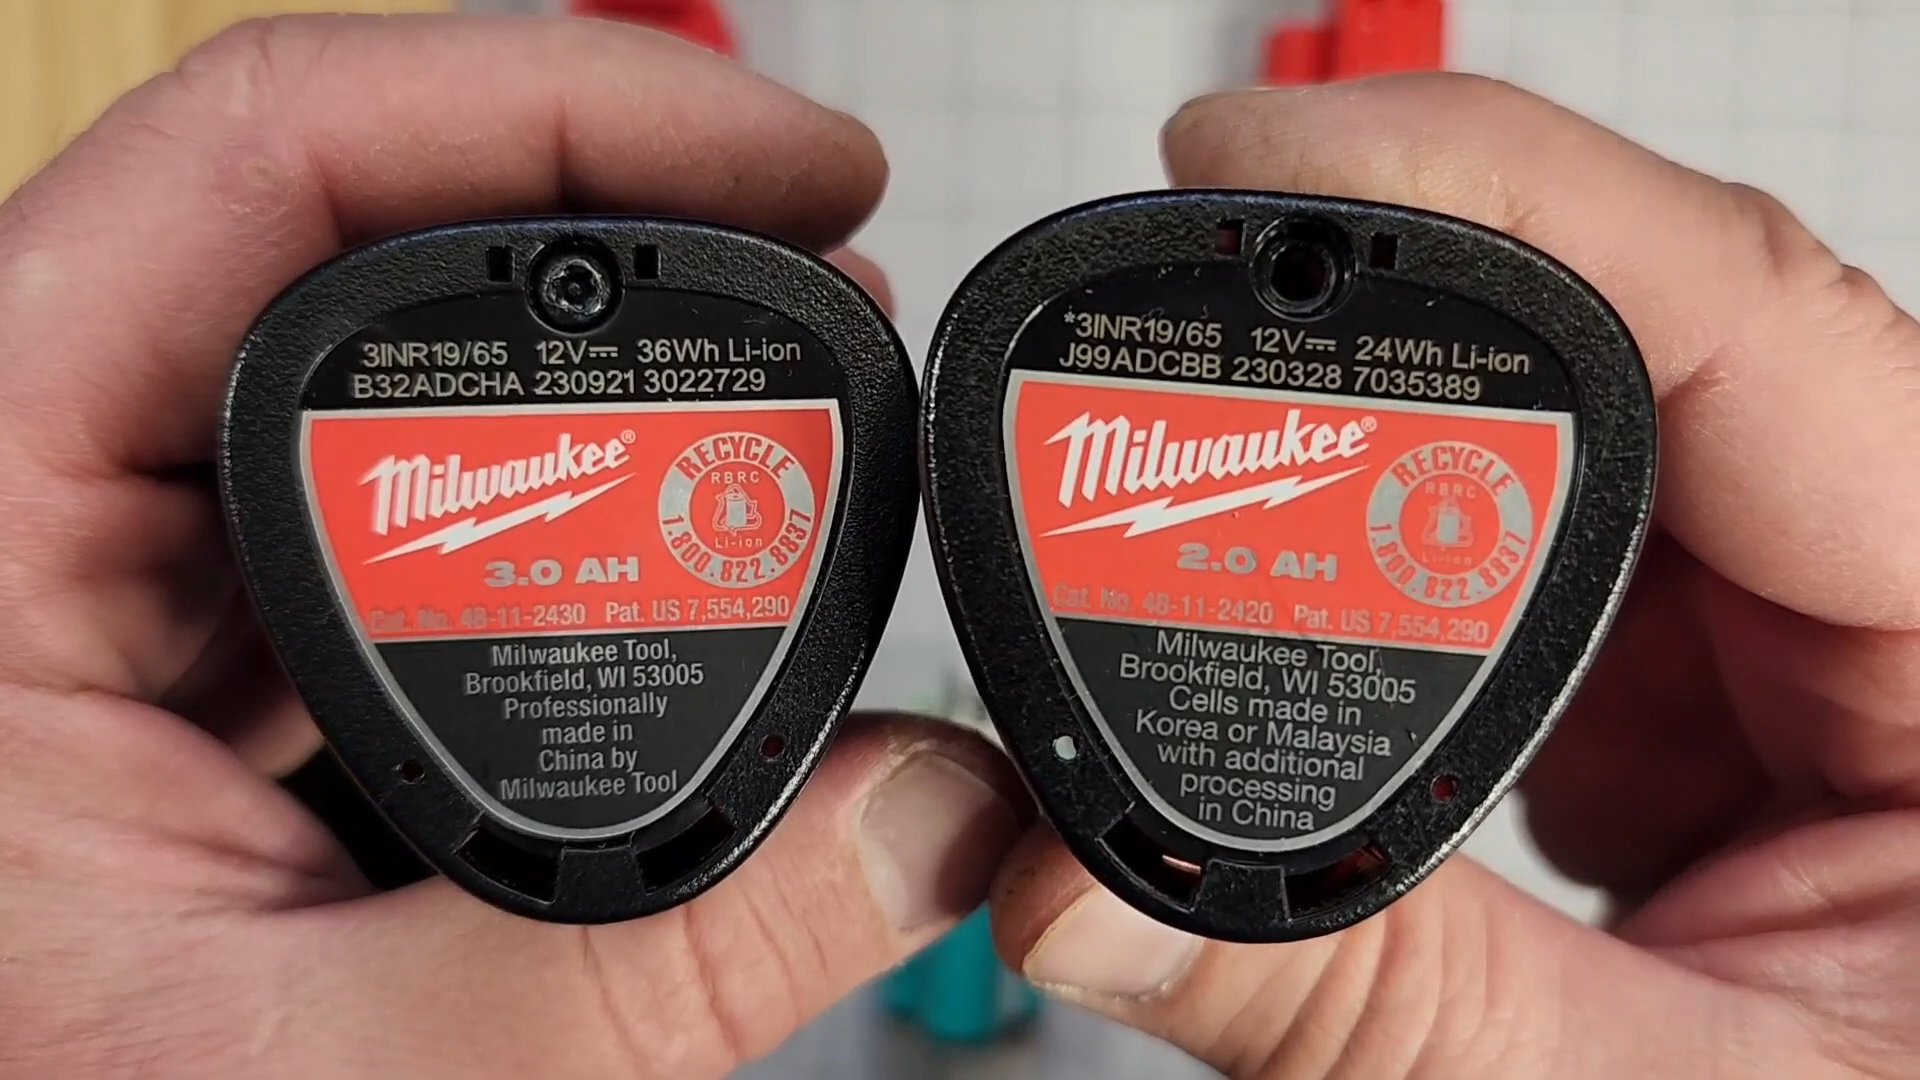 3INR19/65 12V⎓ 36Wh Li-ion
B32ADCHA 230921 3022729
Milwaukee®
RECYCLE
RBRC
Li-ion
1.800.822.8837
3.0 AH
Cat. No. 48-11-2430 Pat. US 7,554,290
Milwaukee Tool,
Brookfield, WI 53005
Professionally
made in
China by
Milwaukee Tool
*3INR19/65 12V⎓ 24Wh Li-ion
J99ADCBB 230328 7035389
Milwaukee®
RECYCLE
RBRC
Li-ion
1.800.822.8837
2.0 AH
Cat. No. 48-11-2420 Pat. US 7,554,290
Milwaukee Tool,
Brookfield, WI 53005
Cells made in
Korea or Malaysia
with additional
processing
in China